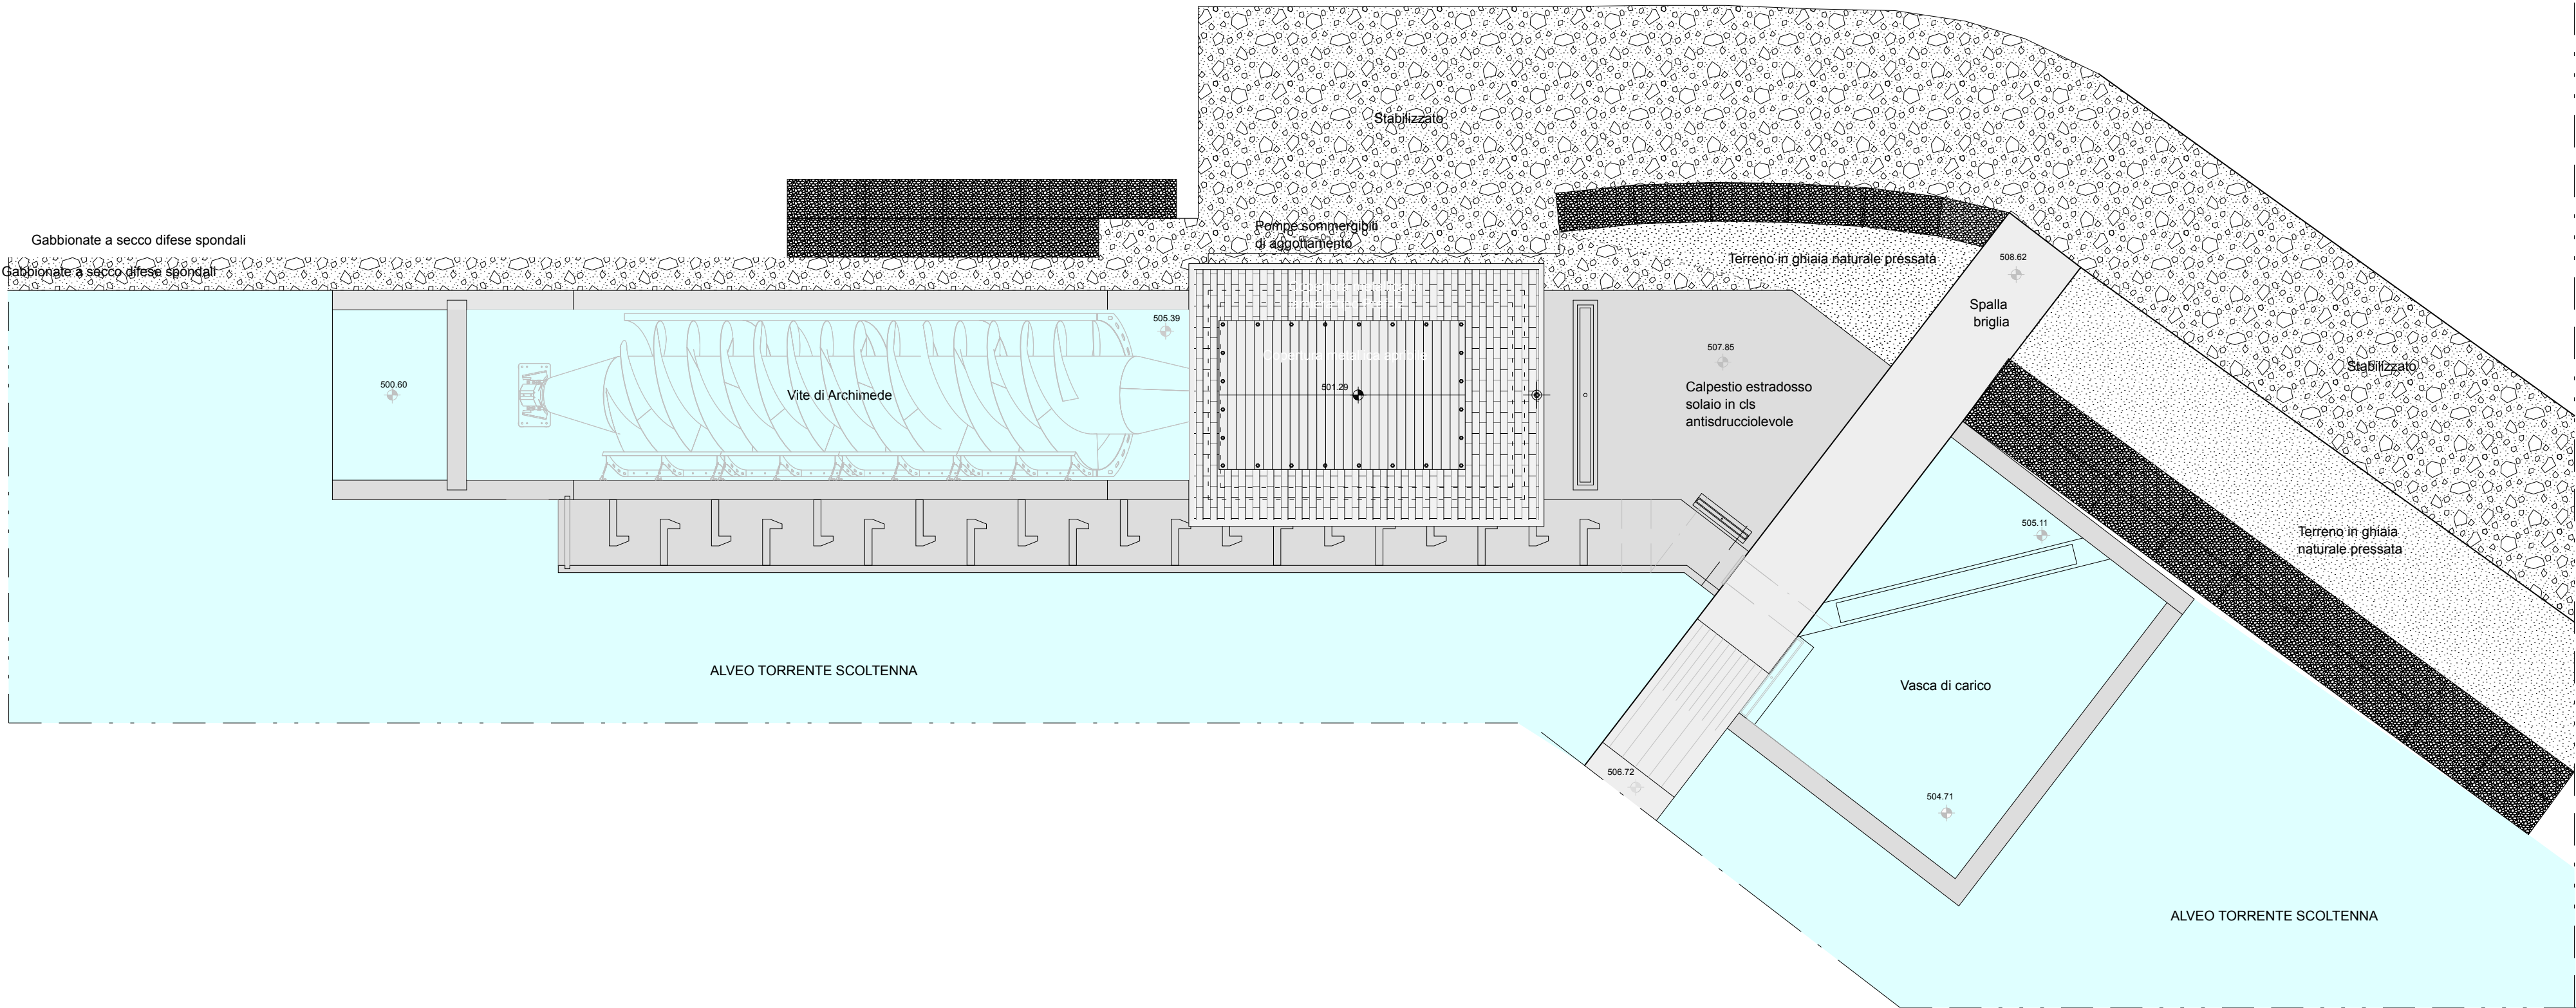 Stabilizzato
Pompe sommergibili
di aggottamento
Gabbionate a secco difese spondali
Gabbionate a secco difese spondali
Terreno in ghiaia naturale pressata
508.62
Spalla
briglia
505.39
507.85
Copertura metallica apribile
Stabilizzato
500.60
501.29
Vite di Archimede
Calpestio estradosso
solaio in cls
antisdrucciolevole
505.11
Terreno in ghiaia
naturale pressata
ALVEO TORRENTE SCOLTENNA
Vasca di carico
506.72
504.71
ALVEO TORRENTE SCOLTENNA